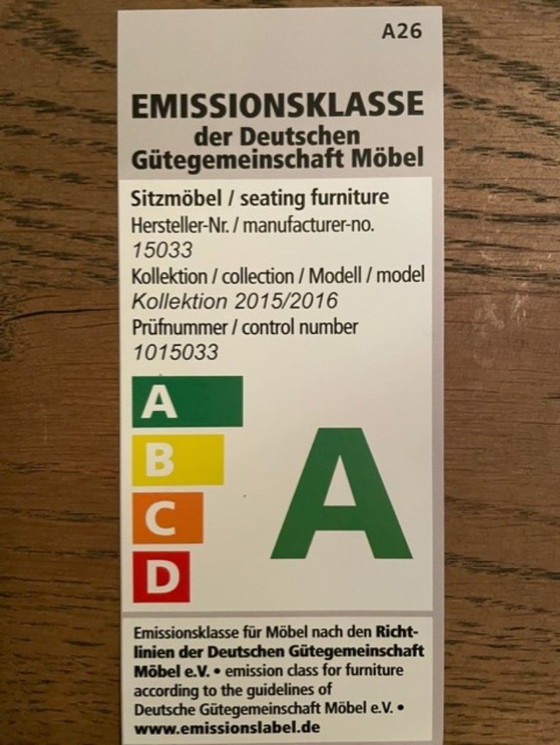 A26
EMISSIONSKLASSE
der Deutschen
Gütegemeinschaft Möbel
Sitzmöbel / seating furniture
Hersteller-Nr. / manufacturer-no.
15033
Kollektion / collection / Modell / model
Kollektion 2015/2016
Prüfnummer / control number
1015033
A
B
C
D
A
Emissionsklasse für Möbel nach den Richt-
linien der Deutschen Gütegemeinschaft
Möbel e.V. • emission class for furniture
according to the guidelines of
Deutsche Gütegemeinschaft Möbel e.V. •
www.emissionslabel.de